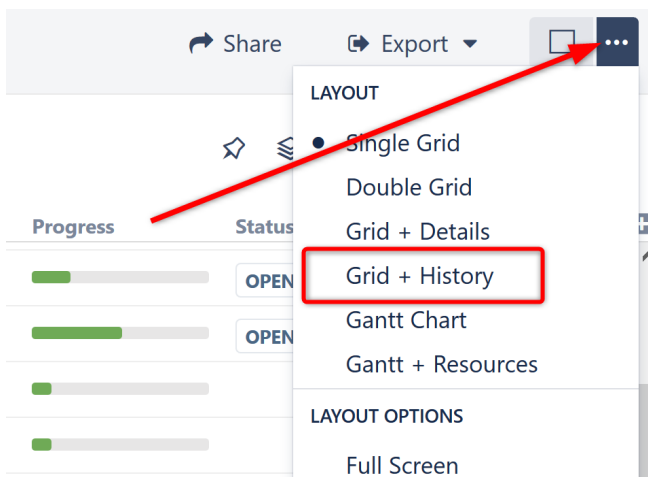 Share
Export
LAYOUT
Single Grid
Double Grid
Progress
Status
Grid + Details
Grid + History
OPEN
Gantt Chart
OPEN
Gantt + Resources
LAYOUT OPTIONS
Full Screen